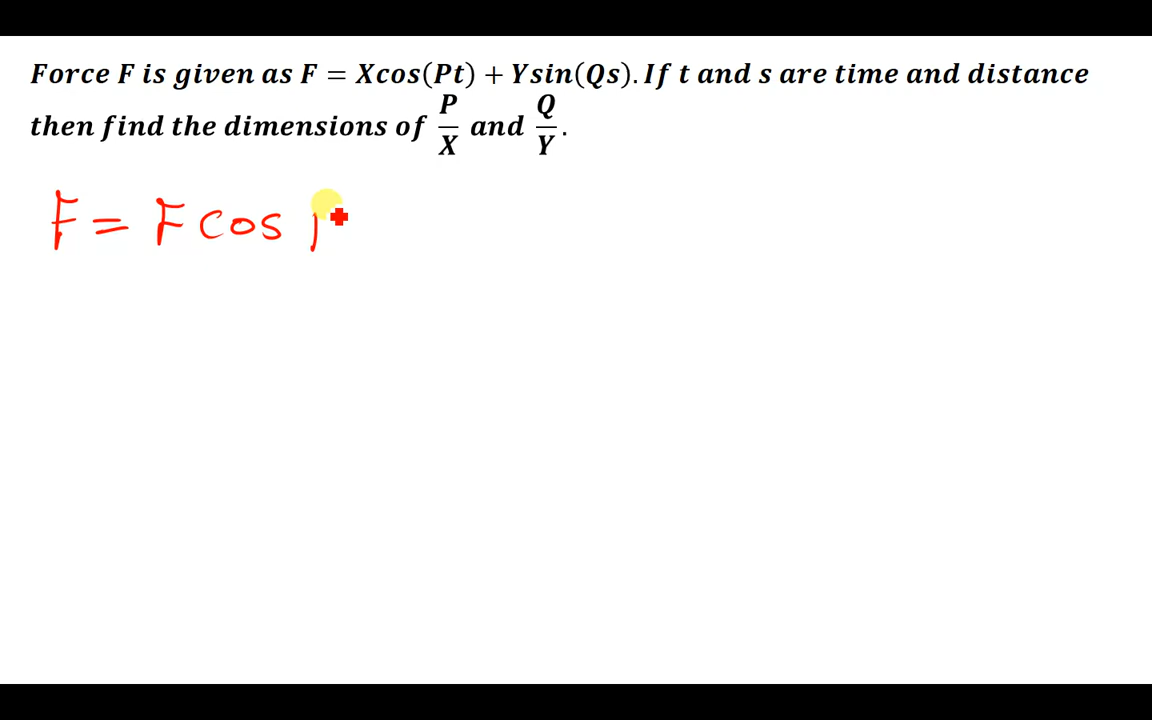 Force F is given as F = Xcos(Pt) + Ysin(Qs). If t and s are time and distance
then find the dimensions of P/X and Q/Y.
F = F cos